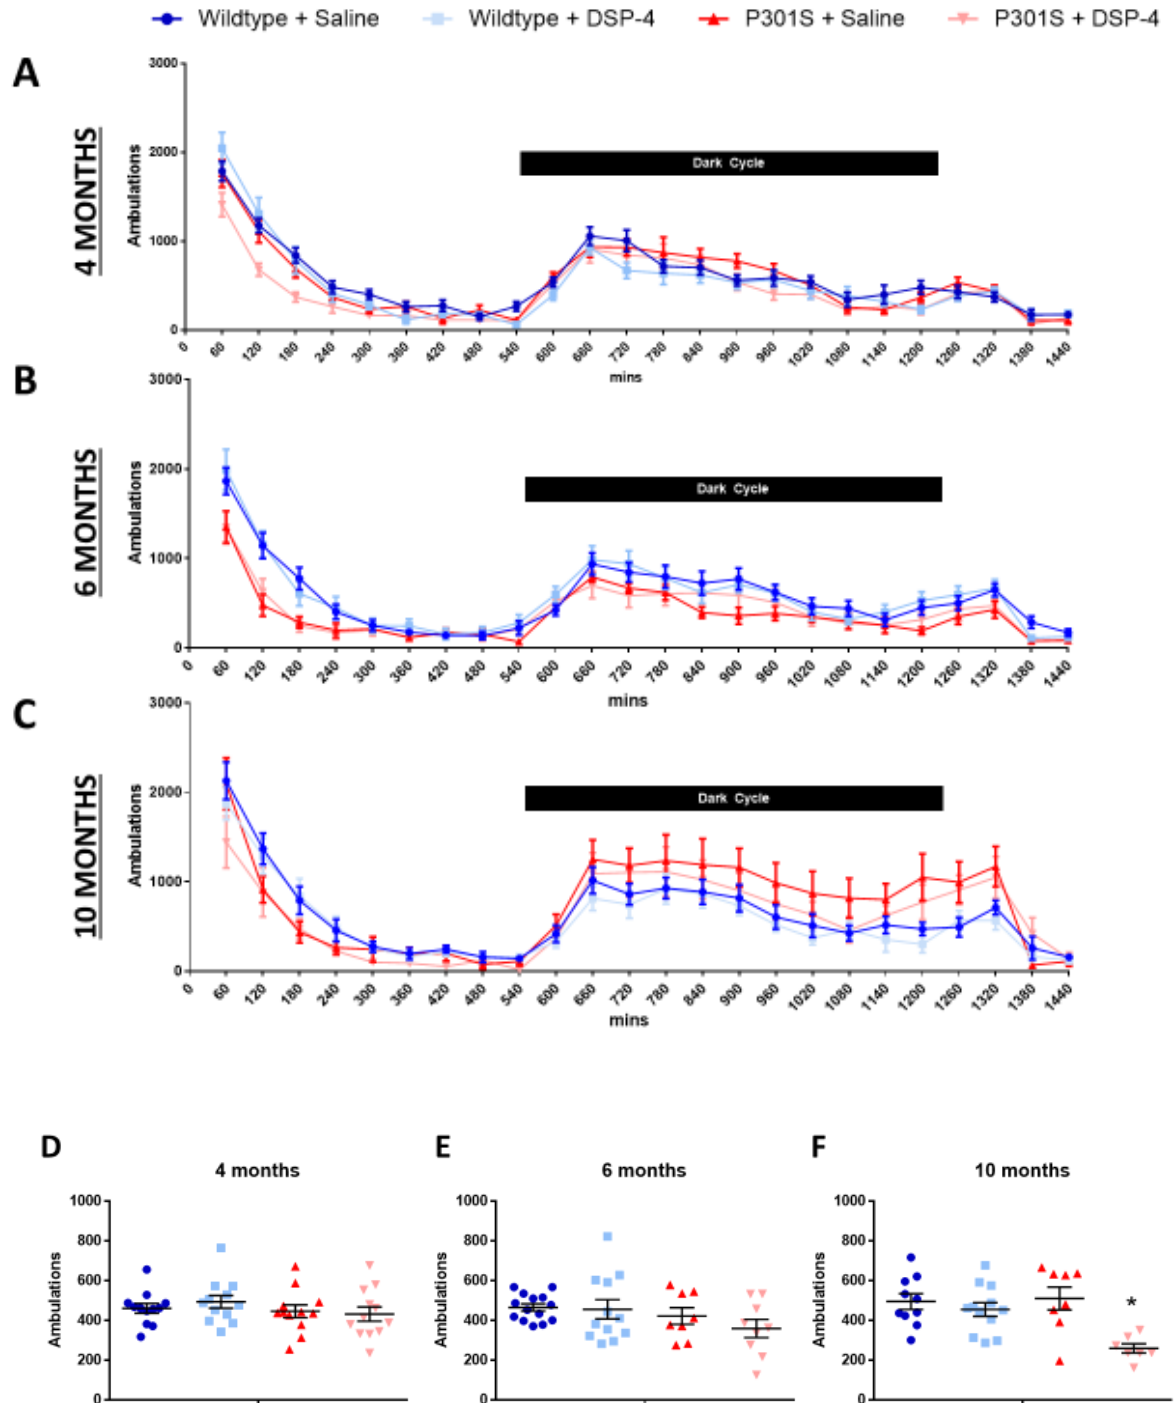 Wildtype + Saline Wildtype + DSP-4 P301S + Saline P301S + DSP-4
A
4 MONTHS
Ambulations
3000
2000
1000
0
Dark Cycle
0 60 120 180 240 300 360 420 480 540 600 660 720 780 840 900 960 1020 1080 1140 1200 1260 1320 1380 1440
mins
B
6 MONTHS
Ambulations
3000
2000
1000
0
Dark Cycle
0 60 120 180 240 300 360 420 480 540 600 660 720 780 840 900 960 1020 1080 1140 1200 1260 1320 1380 1440
mins
C
10 MONTHS
Ambulations
3000
2000
1000
0
Dark Cycle
0 60 120 180 240 300 360 420 480 540 600 660 720 780 840 900 960 1020 1080 1140 1200 1260 1320 1380 1440
mins
D
4 months
Ambulations
1000
800
600
400
200
0
E
6 months
Ambulations
1000
800
600
400
200
0
F
10 months
Ambulations
1000
800
600
400
200
0
*